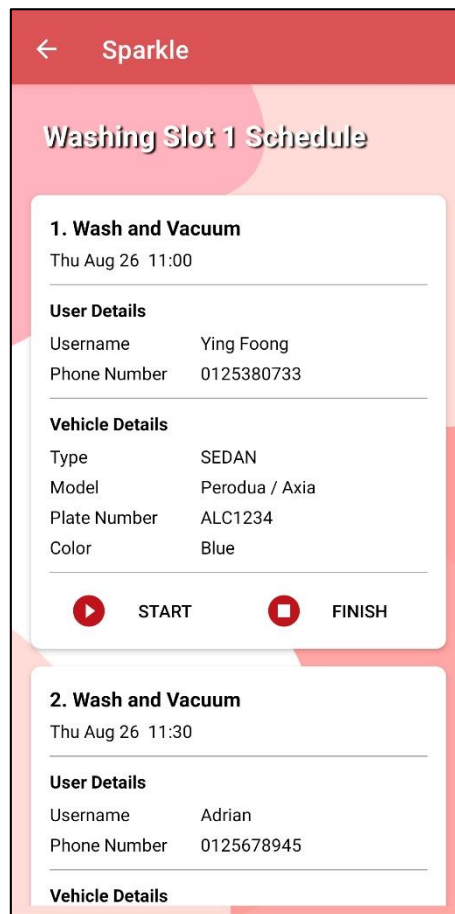 Sparkle
Washing Slot 1 Schedule
1. Wash and Vacuum
Thu Aug 26 11:00
User Details
Username Ying Foong
Phone Number 0125380733
Vehicle Details
Type SEDAN
Model Perodua / Axia
Plate Number ALC1234
Color Blue
START FINISH
2. Wash and Vacuum
Thu Aug 26 11:30
User Details
Username Adrian
Phone Number 0125678945
Vehicle Details